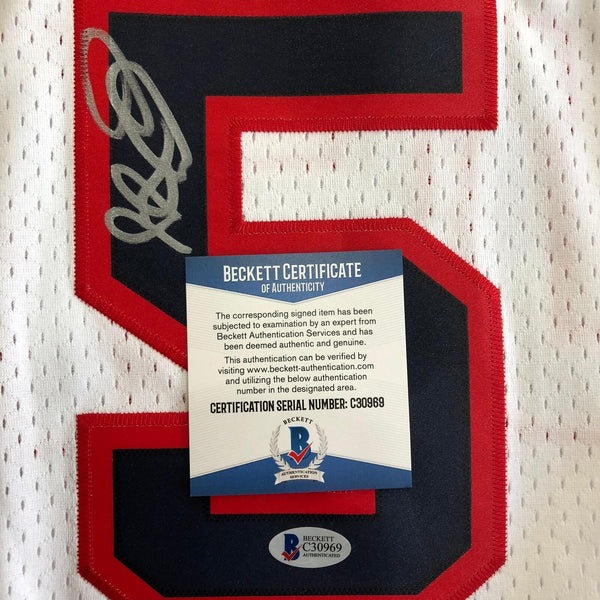 5
BECKETT CERTIFICATE
OF AUTHENTICITY
The corresponding signed item has been
subjected to examination by an expert from
Beckett Authentication Services and has
been deemed authentic and genuine.
This authentication can be verified by
visiting www.beckett-authentication.com
and utilizing the below authentication
number in the designated area.
CERTIFICATION SERIAL NUMBER: C30969
BECKETT
B
AUTHENTICATION
SERVICES
B
BECKETT
C30969
AUTHENTICATED